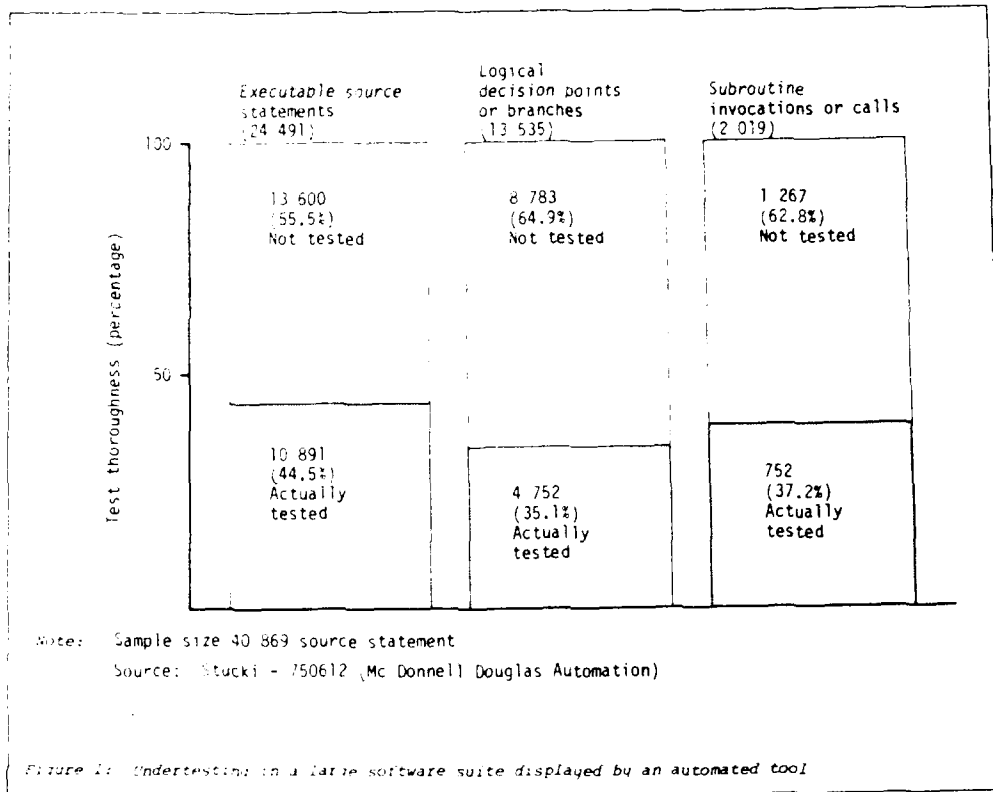 Executable source
statements
(24 491)
Logical
decision points
or branches
(13 535)
Subroutine
invocations or calls
(2 019)
100
50
Test thoroughness (percentage)
13 600
(55.5%)
Not tested
8 783
(64.9%)
Not tested
1 267
(62.8%)
Not tested
10 891
(44.5%)
Actually
tested
4 752
(35.1%)
Actually
tested
752
(37.2%)
Actually
tested
Note: Sample size 40 869 source statement
Source: Stucki - 750612 (Mc Donnell Douglas Automation)
Figure 1: Undertesting in a large software suite displayed by an automated tool